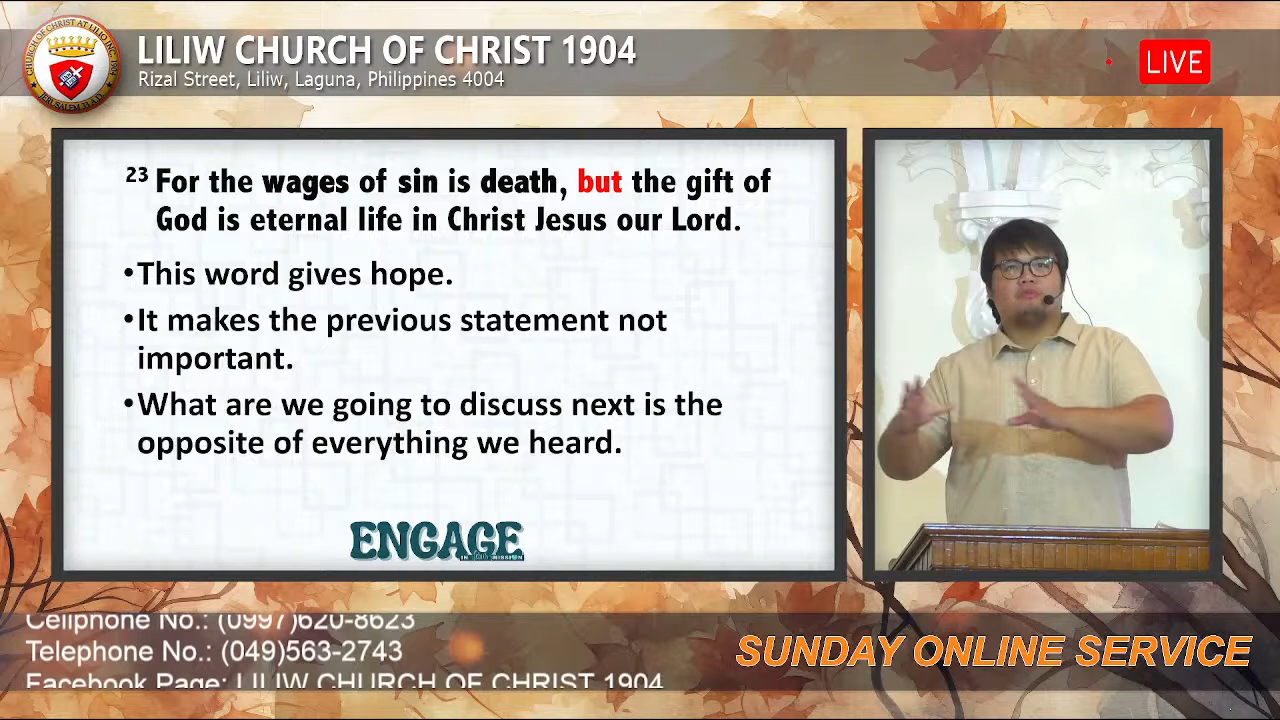 LILIW CHURCH OF CHRIST 1904
Rizal Street, Liliw, Laguna, Philippines 4004
LIVE
23 For the wages of sin is death, but the gift of
God is eternal life in Christ Jesus our Lord.
•This word gives hope.
•It makes the previous statement not
important.
•What are we going to discuss next is the
opposite of everything we heard.
ENGAGE
Cellphone No.: (0997)620-8623
Telephone No.: (049)563-2743
Facebook Page: LILIW CHURCH OF CHRIST 1904
SUNDAY ONLINE SERVICE